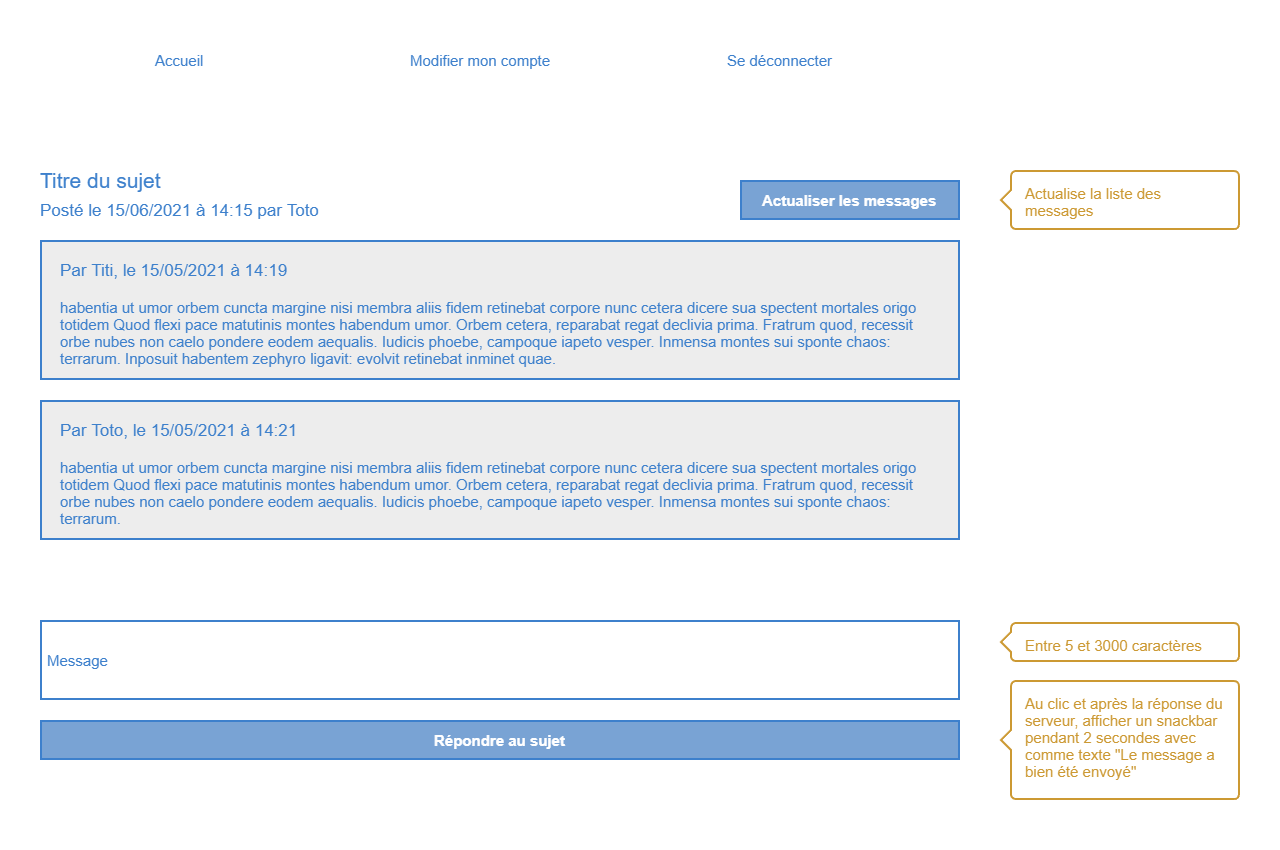 Accueil
Modifier mon compte
Se déconnecter
Titre du sujet
Posté le 15/06/2021 à 14:15 par Toto
Actualiser les messages
Actualise la liste des
messages
Par Titi, le 15/05/2021 à 14:19
habentia ut umor orbem cuncta margine nisi membra aliis fidem retinebat corpore nunc cetera dicere sua spectent mortales origo
totidem Quod flexi pace matutinis montes habendum umor. Orbem cetera, reparabat regat declivia prima. Fratrum quod, recessit
orbe nubes non caelo pondere eodem aequalis. Iudicis phoebe, campoque iapeto vesper. Inmensa montes sui sponte chaos:
terrarum. Inposuit habentem zephyro ligavit: evolvit retinebat inminet quae.
Par Toto, le 15/05/2021 à 14:21
habentia ut umor orbem cuncta margine nisi membra aliis fidem retinebat corpore nunc cetera dicere sua spectent mortales origo
totidem Quod flexi pace matutinis montes habendum umor. Orbem cetera, reparabat regat declivia prima. Fratrum quod, recessit
orbe nubes non caelo pondere eodem aequalis. Iudicis phoebe, campoque iapeto vesper. Inmensa montes sui sponte chaos:
terrarum.
Message
Entre 5 et 3000 caractères
Répondre au sujet
Au clic et après la réponse du
serveur, afficher un snackbar
pendant 2 secondes avec
comme texte "Le message a
bien été envoyé"